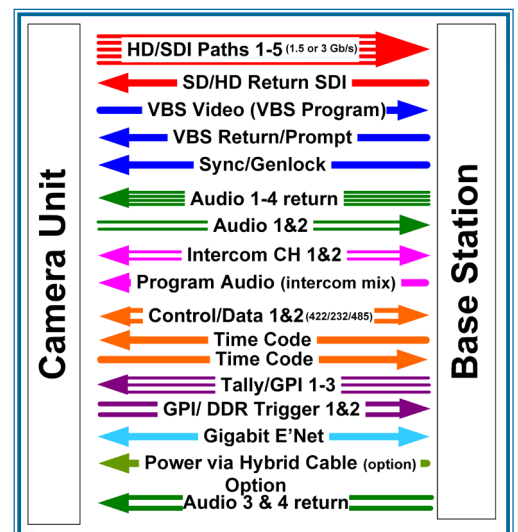 Camera Unit
HD/SDI Paths 1-5 (1.5 or 3 Gb/s)
SD/HD Return SDI
VBS Video (VBS Program)
VBS Return/Prompt
Sync/Genlock
Audio 1-4 return
Audio 1&2
Intercom CH 1&2
Program Audio (intercom mix)
Control/Data 1&2 (422/232/485)
Time Code
Time Code
Tally/GPI 1-3
GPI/ DDR Trigger 1&2
Gigabit E’Net
Power via Hybrid Cable (option)
Option
Audio 3 & 4 return
Base Station